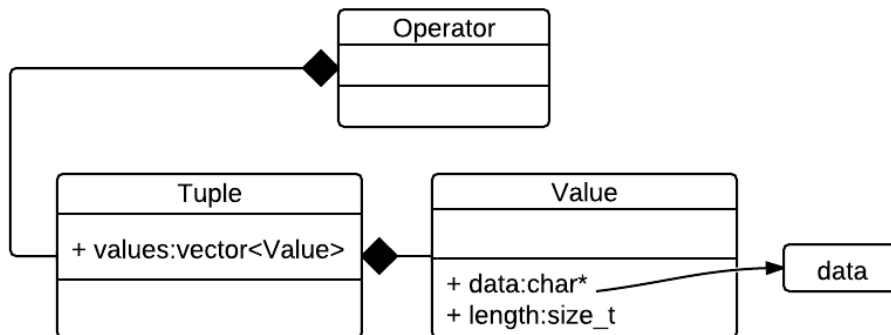 Operator
Tuple
+ values:vector<Value>
Value
+ data:char*
+ length:size_t
data